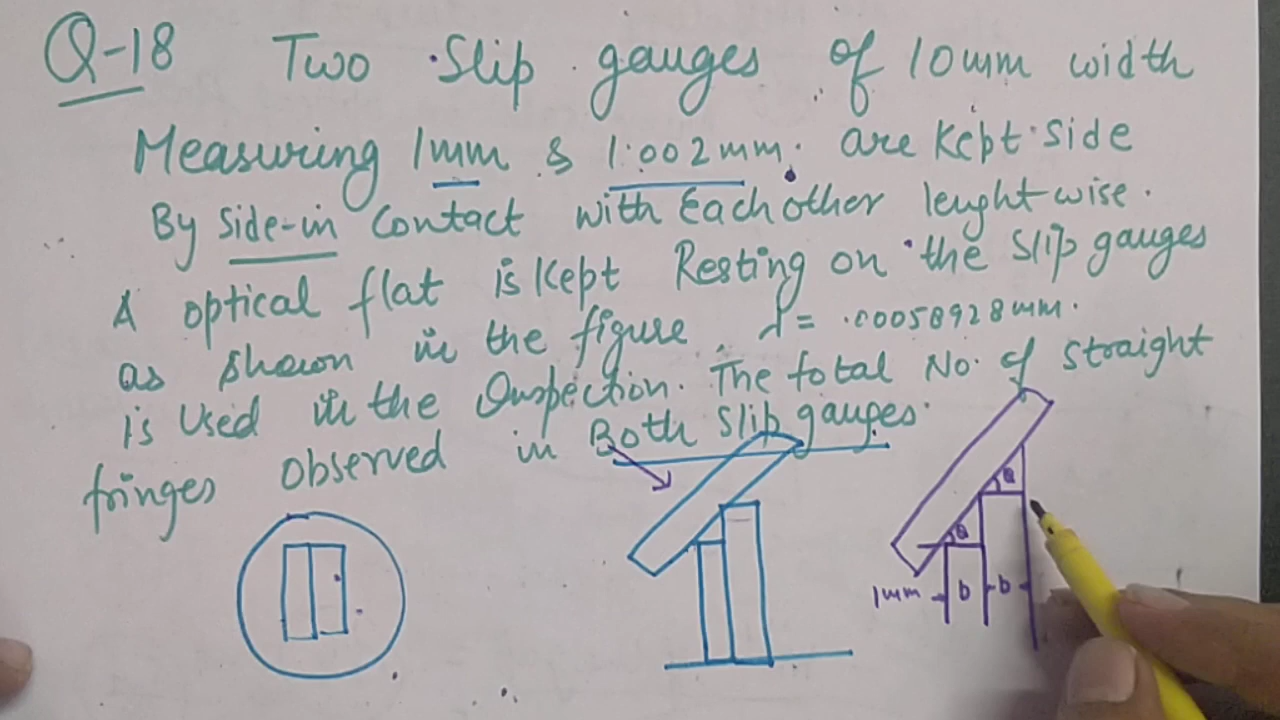 Q-18 Two Slip gauges of 10mm width
Measuring 1mm & 1.002mm. are Kept Side
By Side-in Contact with Each other lenght wise.
A optical flat is Kept Resting on the Slip gauges
as shown in the figure, λ= .00058928mm.
is Used in the Inspection. The total No. of Straight
fringes observed in Both Slip gauges.
θ
θ
1mm b b